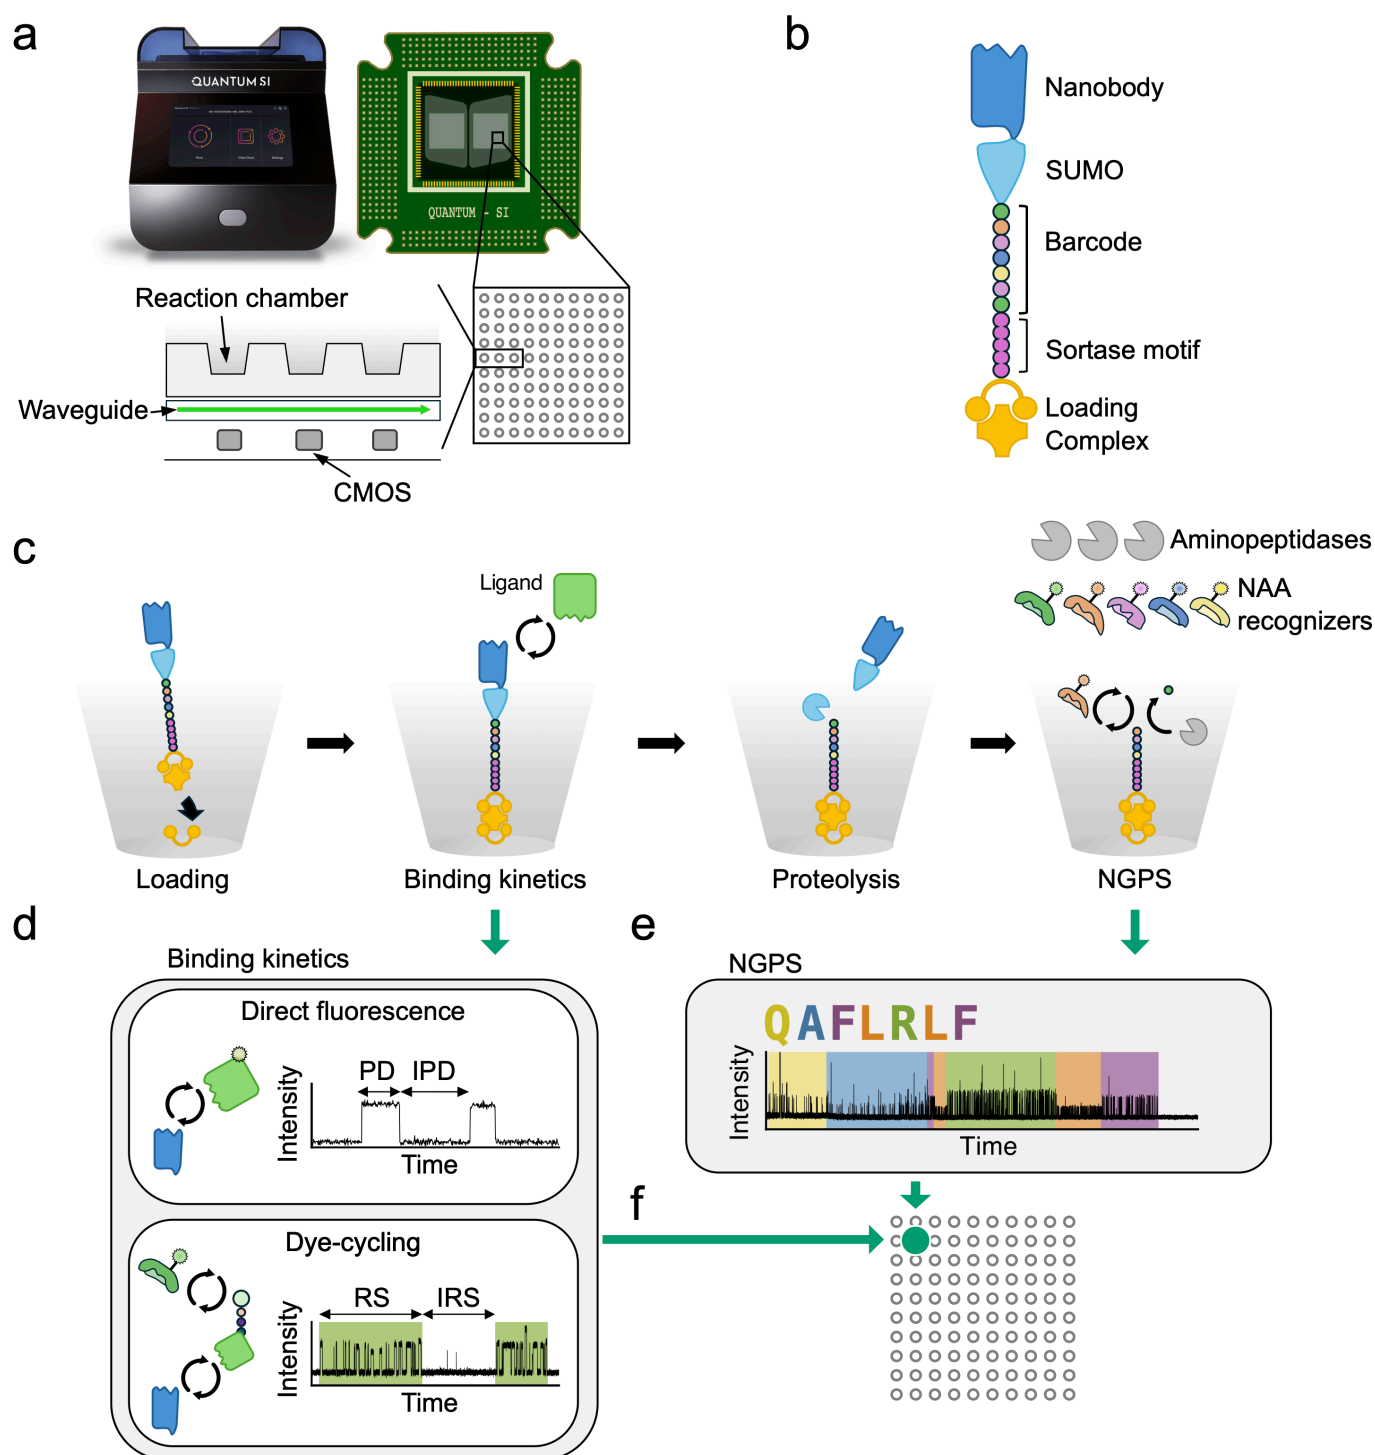 a
QUANTUM SI
QUANTUM - SI
Reaction chamber
Waveguide
CMOS
b
Nanobody
SUMO
Barcode
Sortase motif
Loading
Complex
c
Ligand
Aminopeptidases
NAA
recognizers
Loading
Binding kinetics
Proteolysis
NGPS
d
Binding kinetics
Direct fluorescence
PD
IPD
Intensity
Time
Dye-cycling
RS
IRS
Intensity
Time
e
NGPS
QAFLRLF
Intensity
Time
f